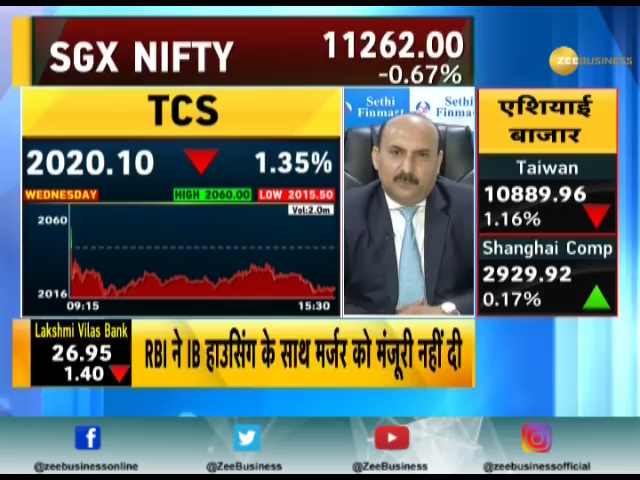 SGX NIFTY
11262.00
-0.67%
ZEEBUSINESS
TCS
2020.10
1.35%
WEDNESDAY
HIGH 2060.00
LOW 2015.50
Vol:2.0m
2060
2016
09:15
15:30
Sethi
Finmart
Sethi
Finmar
एशियाई
बाजार
Taiwan
10889.96
1.16%
Shanghai Comp
2929.92
0.17%
Lakshmi Vilas Bank
26.95
1.40
RBI ने IB हाउसिंग के साथ मर्जर को मंजूरी नहीं दी
@zeebusinessonline
@ZeeBusiness
@ZeeBusiness
@zeebusinessofficial